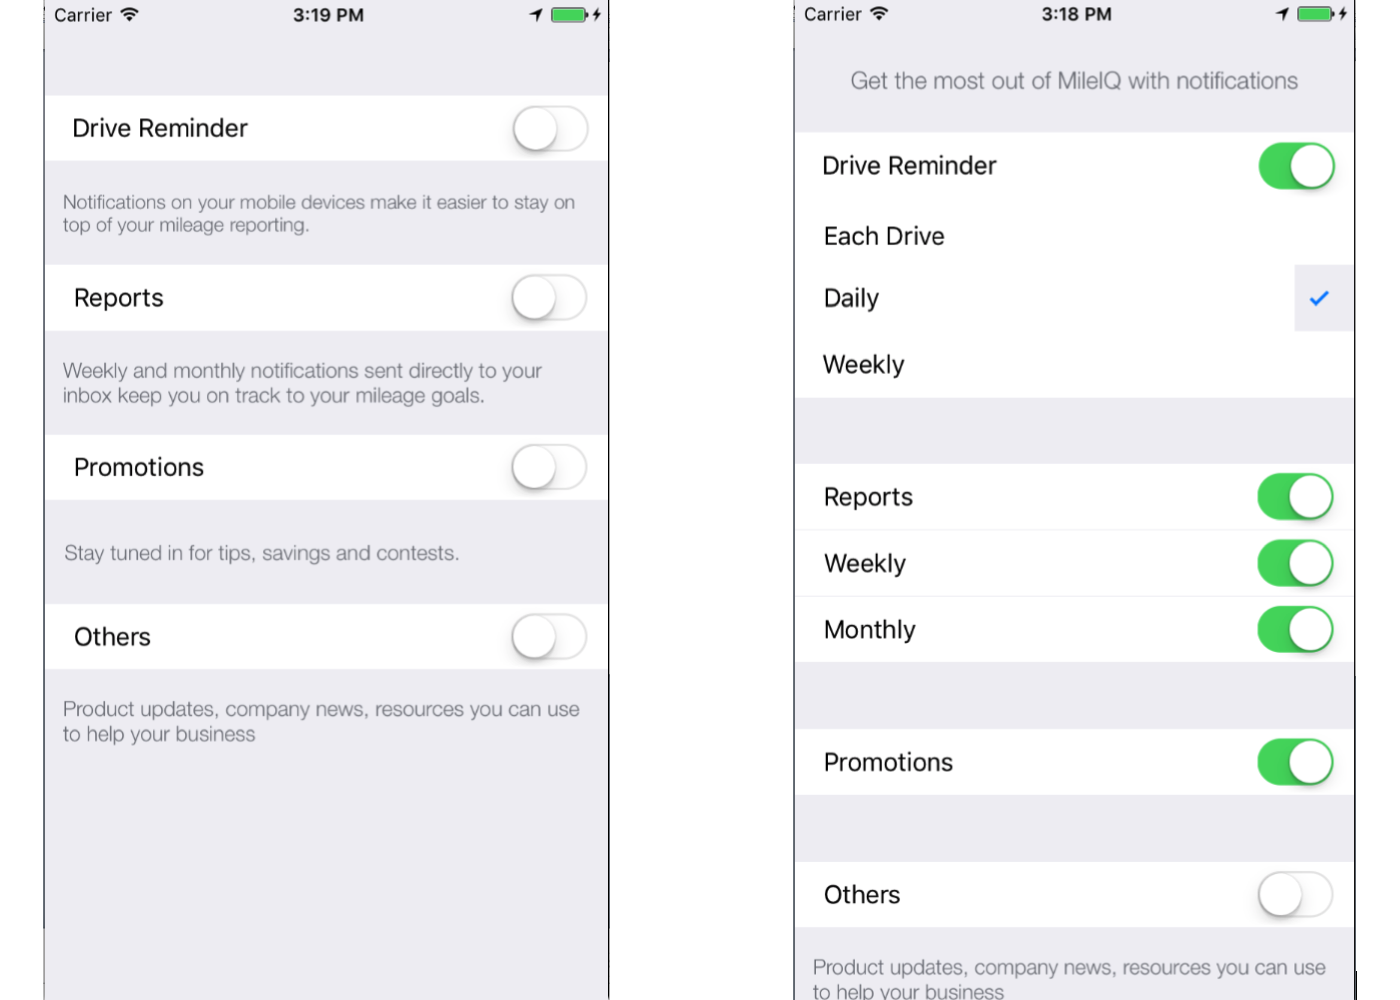 Carrier 3:19 PM
Drive Reminder
Notifications on your mobile devices make it easier to stay on
top of your mileage reporting.
Reports
Weekly and monthly notifications sent directly to your
inbox keep you on track to your mileage goals.
Promotions
Stay tuned in for tips, savings and contests.
Others
Product updates, company news, resources you can use
to help your business
Carrier 3:18 PM
Get the most out of MileIQ with notifications
Drive Reminder
Each Drive
Daily
Weekly
Reports
Weekly
Monthly
Promotions
Others
Product updates, company news, resources you can use
to help your business